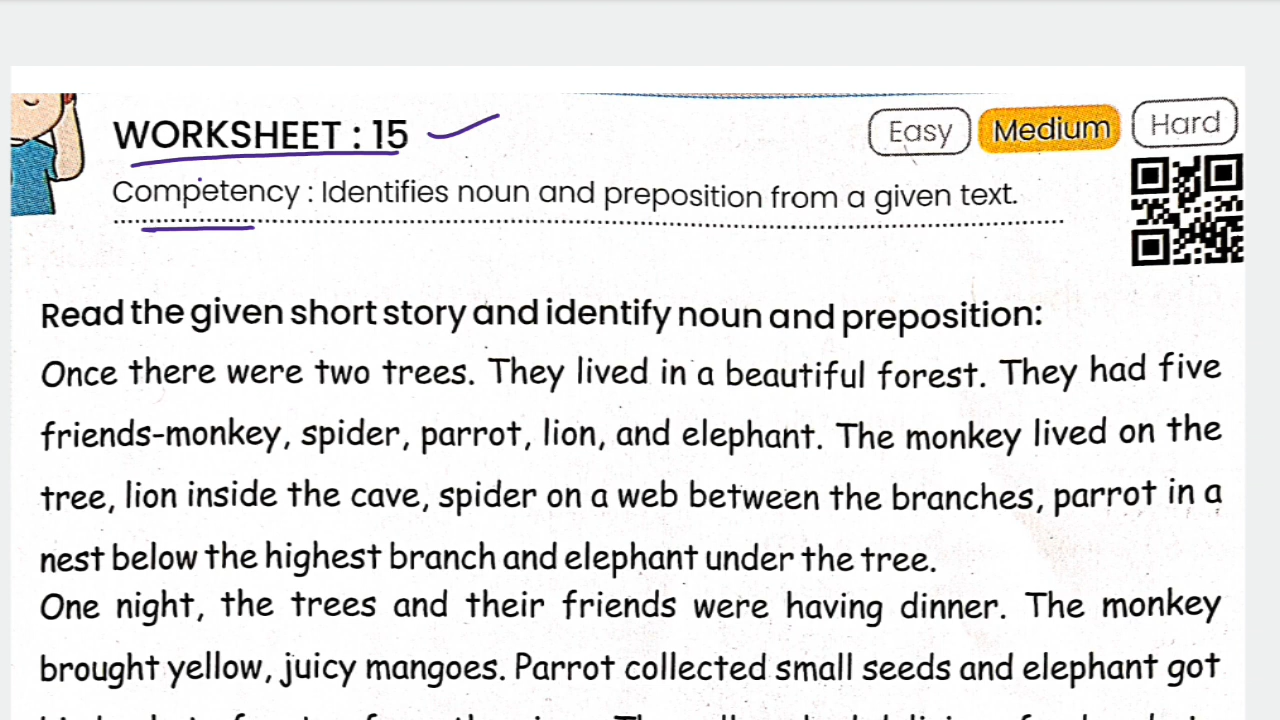 WORKSHEET : 15
Easy Medium Hard
Competency : Identifies noun and preposition from a given text.
Read the given short story and identify noun and preposition:
Once there were two trees. They lived in a beautiful forest. They had five
friends-monkey, spider, parrot, lion, and elephant. The monkey lived on the
tree, lion inside the cave, spider on a web between the branches, parrot in a
nest below the highest branch and elephant under the tree.
One night, the trees and their friends were having dinner. The monkey
brought yellow, juicy mangoes. Parrot collected small seeds and elephant got